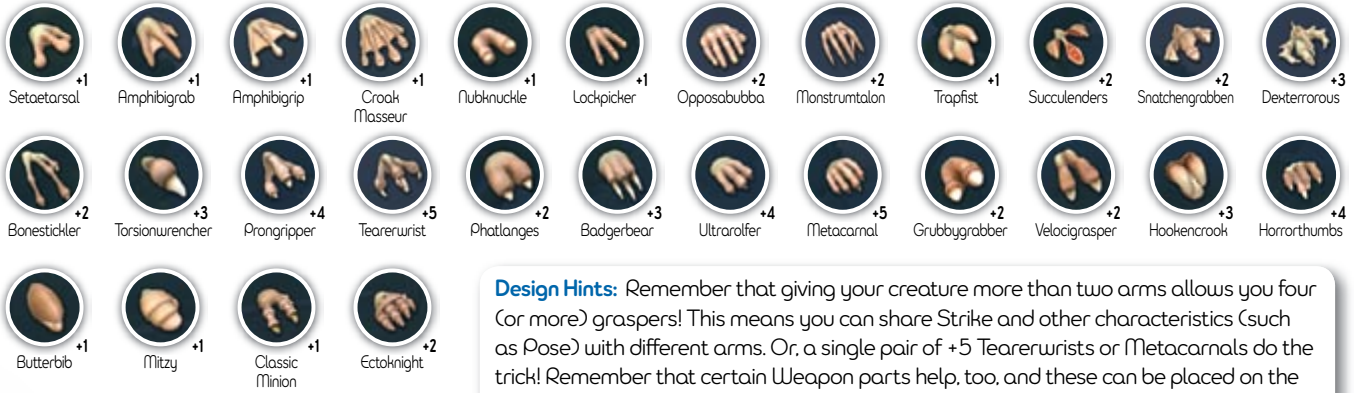 +1 +1 +1 +1 +1 +1 +2 +2 +1 +2 +2 +3
Setaetarsal Amphibigrab Amphibigrip Croak Nubknuckle Lockpicker Opposabubba Monstrumtalon Trapfist Succulenders Snatchengrabben Dexterrorous
Masseur
+2 +3 +4 +5 +2 +3 +4 +5 +2 +2 +3 +4
Bonestickler Torsionwrencher Prongripper Tearerwrist Phatlanges Badgerbear Ultrarolfer Metacarnal Grubbygrabber Velocigrasper Hookencrook Horrorthumbs
+1 +1 +1 +2
Butterbib Mitzy Classic Ectoknight
Minion
Design Hints: Remember that giving your creature more than two arms allows you four
(or more) graspers! This means you can share Strike and other characteristics (such
as Pose) with different arms. Or, a single pair of +5 Tearerwrists or Metacarnals do the
trick! Remember that certain Weapon parts help, too, and these can be placed on the